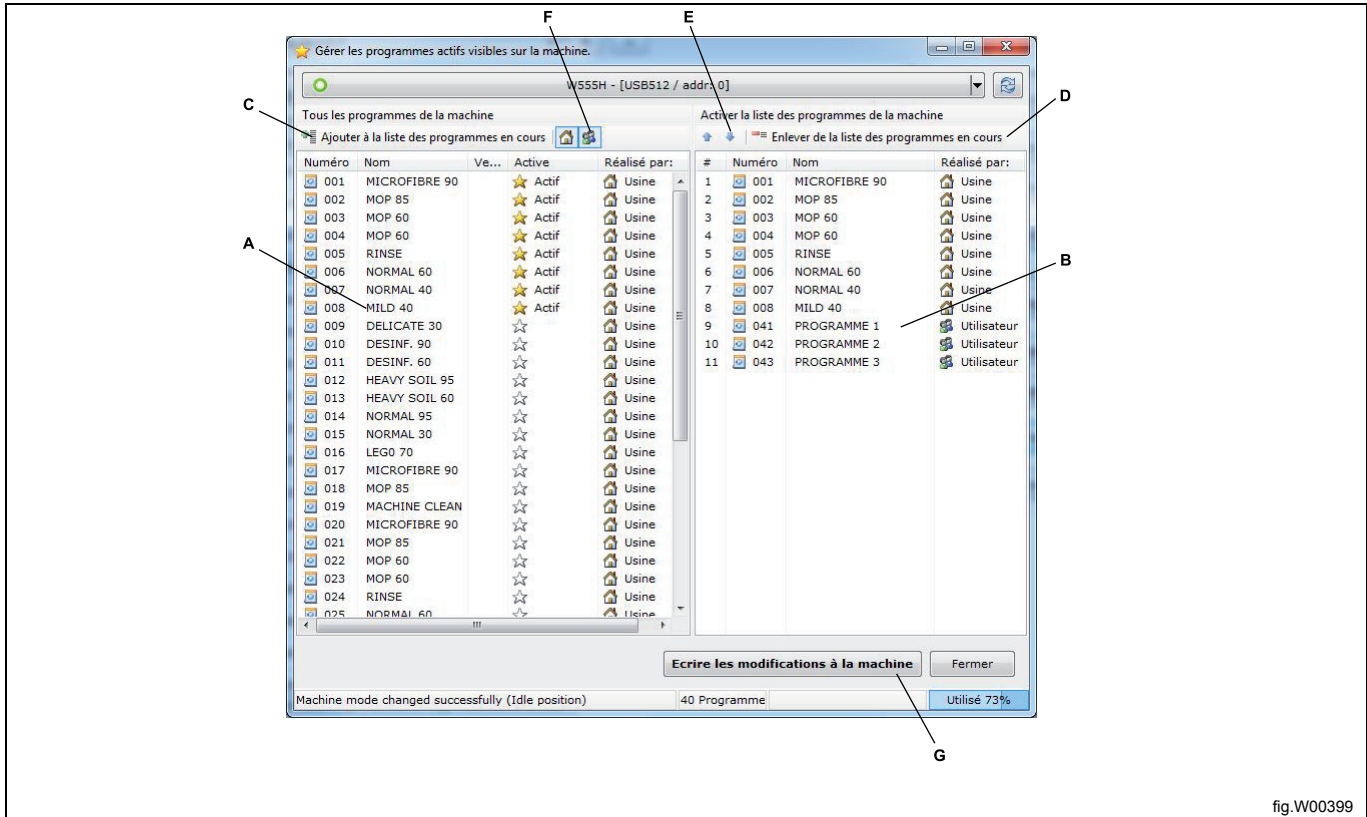 F E
Gérer les programmes actifs visibles sur la machine.
W555H - [USB512 / addr: 0]
C
D
Tous les programmes de la machine
Activer la liste des programmes de la machine
Ajouter à la liste des programmes en cours
Enlever de la liste des programmes en cours
Numéro Nom Ve... Active Réalisé par:
001 MICROFIBRE 90 Actif Usine
002 MOP 85 Actif Usine
003 MOP 60 Actif Usine
004 MOP 60 Actif Usine
005 RINSE Actif Usine
006 NORMAL 60 Actif Usine
007 NORMAL 40 Actif Usine
008 MILD 40 Actif Usine
009 DELICATE 30 Usine
010 DESINF. 90 Usine
011 DESINF. 60 Usine
012 HEAVY SOIL 95 Usine
013 HEAVY SOIL 60 Usine
014 NORMAL 95 Usine
015 NORMAL 30 Usine
016 LEG0 70 Usine
017 MICROFIBRE 90 Usine
018 MOP 85 Usine
019 MACHINE CLEAN Usine
020 MICROFIBRE 90 Usine
021 MOP 85 Usine
022 MOP 60 Usine
023 MOP 60 Usine
024 RINSE Usine
025 NORMAL 60 Usine
A
# Numéro Nom Réalisé par:
1 001 MICROFIBRE 90 Usine
2 002 MOP 85 Usine
3 003 MOP 60 Usine
4 004 MOP 60 Usine
5 005 RINSE Usine
6 006 NORMAL 60 Usine
7 007 NORMAL 40 Usine
8 008 MILD 40 Usine
9 041 PROGRAMME 1 Utilisateur
10 042 PROGRAMME 2 Utilisateur
11 043 PROGRAMME 3 Utilisateur
B
Ecrire les modifications à la machine
Fermer
Machine mode changed successfully (Idle position)
40 Programme
Utilisé 73%
G
fig.W00399